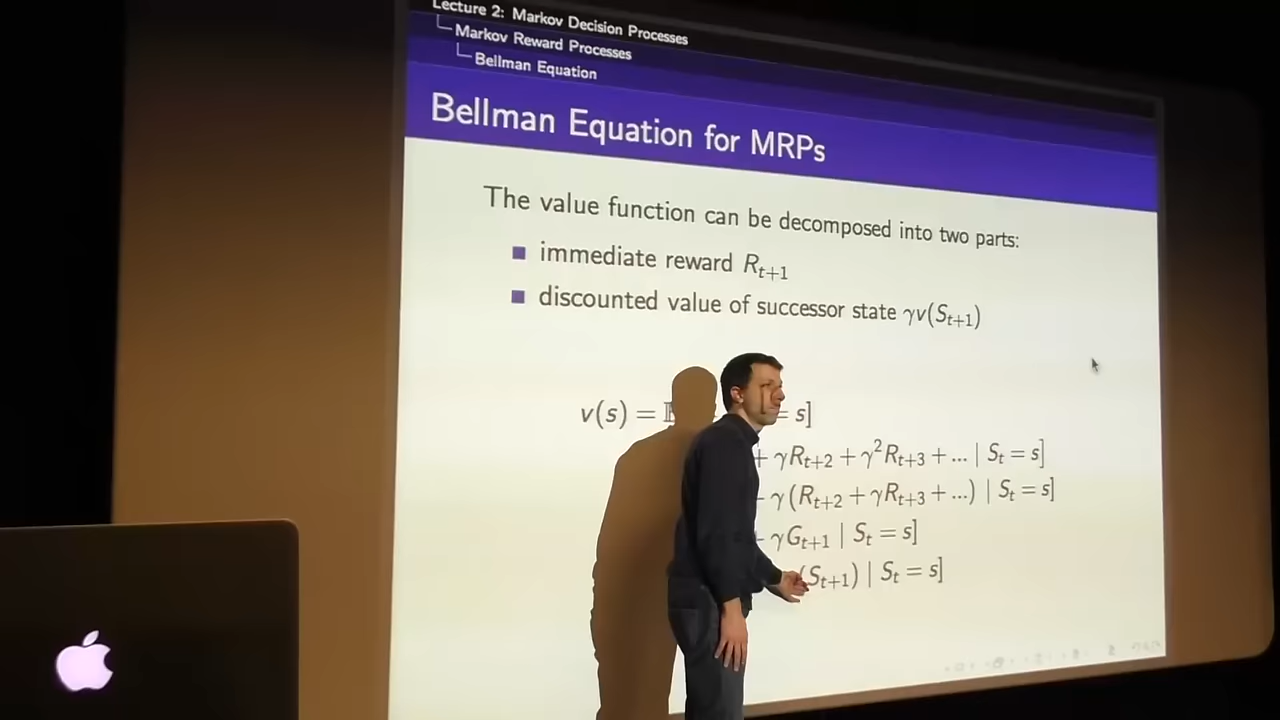 Lecture 2: Markov Decision Processes
Markov Reward Processes
Bellman Equation
Bellman Equation for MRPs
The value function can be decomposed into two parts:
immediate reward R_{t+1}
discounted value of successor state γv(S_{t+1})
v(s) = = s]
+ γR_{t+2} + γ²R_{t+3} + ... | S_t = s]
γ (R_{t+2} + γR_{t+3} + ...) | S_t = s]
γG_{t+1} | S_t = s]
(S_{t+1}) | S_t = s]